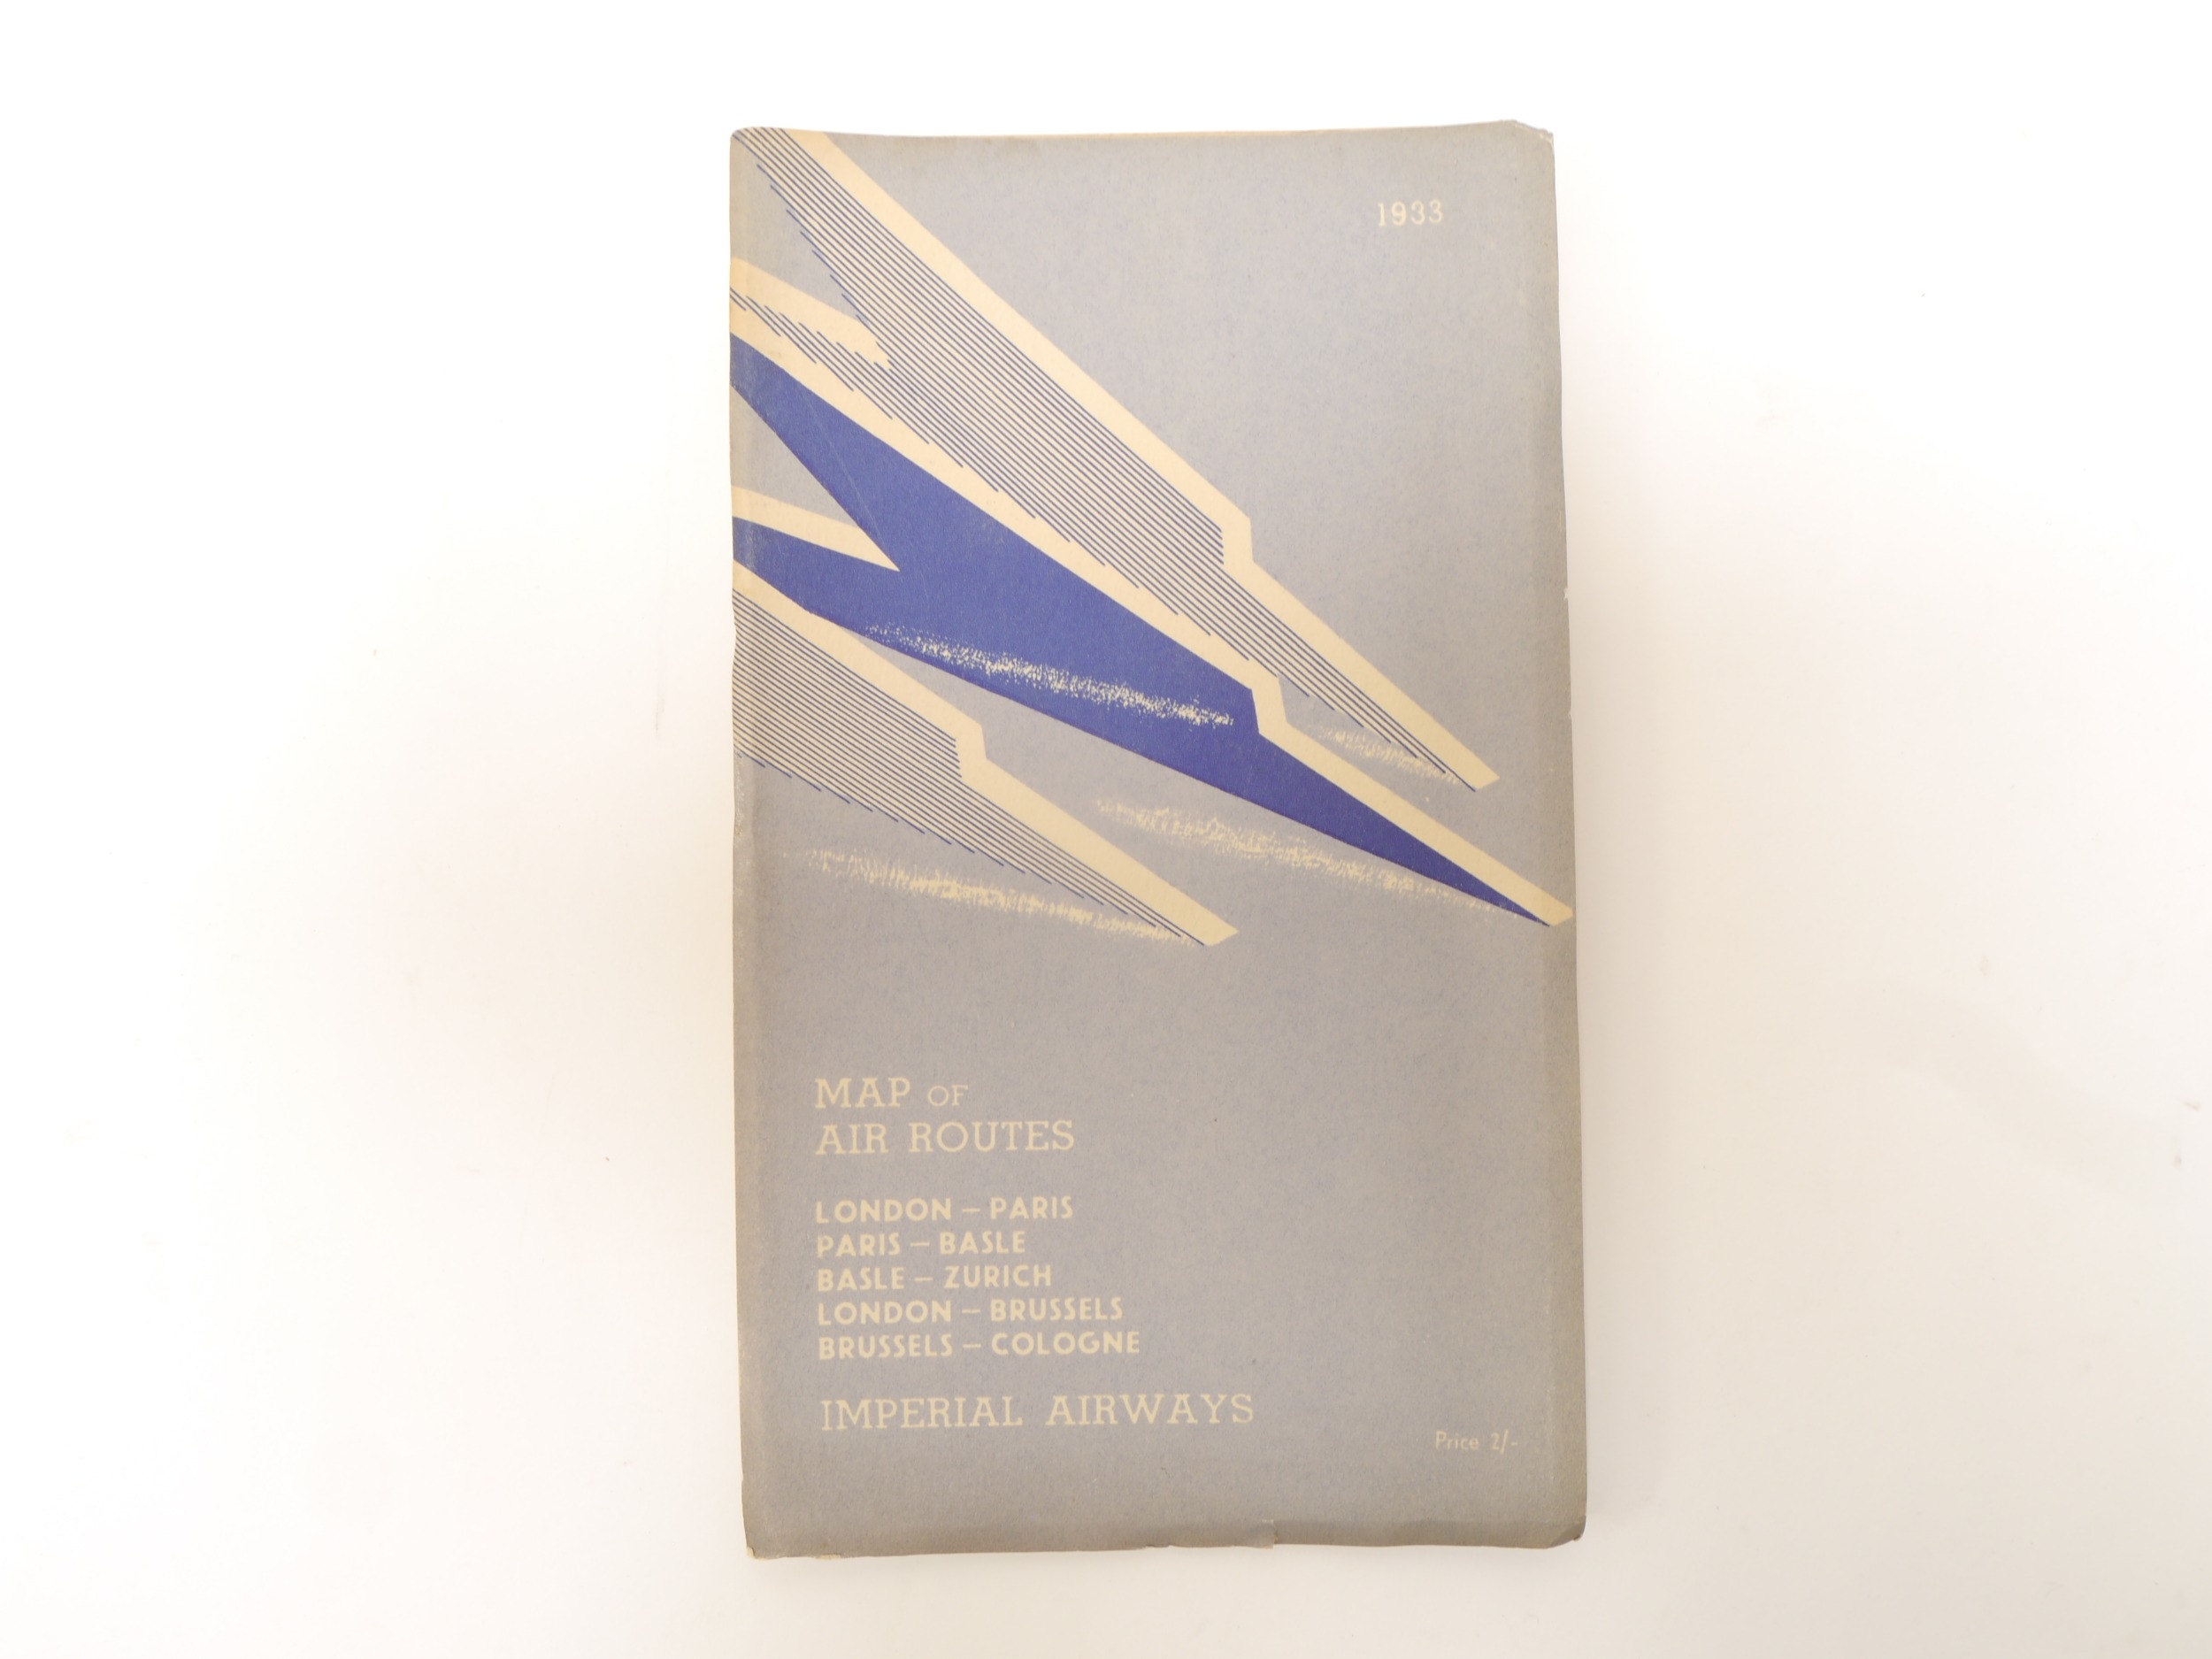 1933
MAP OF
AIR ROUTES
LONDON – PARIS
PARIS – BASLE
BASLE – ZURICH
LONDON – BRUSSELS
BRUSSELS – COLOGNE
IMPERIAL AIRWAYS
Price 2/-